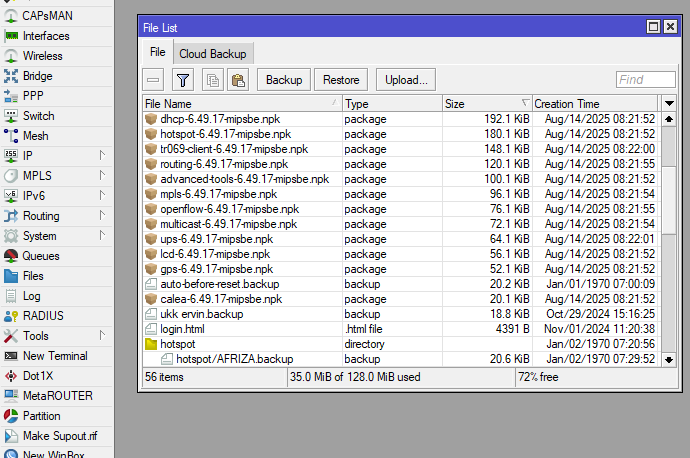 CAPsMAN
Interfaces
Wireless
Bridge
PPP
Switch
Mesh
IP
MPLS
IPv6
Routing
System
Queues
Files
Log
RADIUS
Tools
New Terminal
Dot1X
MetaROUTER
Partition
Make Supout.rif
New WinBox
File List
File Cloud Backup
Backup Restore Upload... Find
File Name Type Size Creation Time
dhcp-6.49.17-mipsbe.npk package 192.1 KiB Aug/14/2025 08:21:52
hotspot-6.49.17-mipsbe.npk package 180.1 KiB Aug/14/2025 08:21:52
tr069-client-6.49.17-mipsbe.npk package 148.1 KiB Aug/14/2025 08:22:00
routing-6.49.17-mipsbe.npk package 120.1 KiB Aug/14/2025 08:21:55
advanced-tools-6.49.17-mipsbe.npk package 100.1 KiB Aug/14/2025 08:21:52
mpls-6.49.17-mipsbe.npk package 96.1 KiB Aug/14/2025 08:21:54
openflow-6.49.17-mipsbe.npk package 76.1 KiB Aug/14/2025 08:21:55
multicast-6.49.17-mipsbe.npk package 72.1 KiB Aug/14/2025 08:21:54
ups-6.49.17-mipsbe.npk package 64.1 KiB Aug/14/2025 08:22:01
lcd-6.49.17-mipsbe.npk package 56.1 KiB Aug/14/2025 08:21:52
gps-6.49.17-mipsbe.npk package 52.1 KiB Aug/14/2025 08:21:52
auto-before-reset.backup backup 20.2 KiB Jan/01/1970 07:00:09
calea-6.49.17-mipsbe.npk package 20.1 KiB Aug/14/2025 08:21:52
ukk ervin.backup backup 18.8 KiB Oct/29/2024 15:16:25
login.html .html file 4391 B Nov/01/2024 11:20:38
hotspot directory Jan/02/1970 07:20:56
hotspot/AFRIZA.backup backup 20.6 KiB Jan/02/1970 07:29:52
56 items 35.0 MiB of 128.0 MiB used 72% free